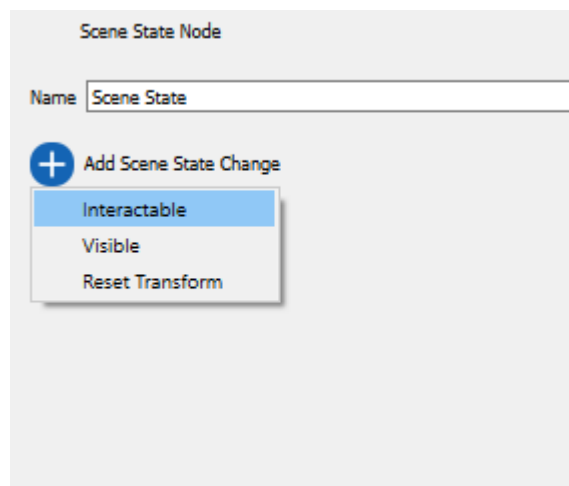 Scene State Node
Name Scene State
Add Scene State Change
Interactable
Visible
Reset Transform